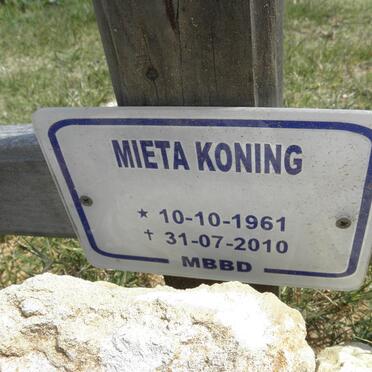 MIETA KONING
★ 10-10-1961
✝ 31-07-2010
MBBD